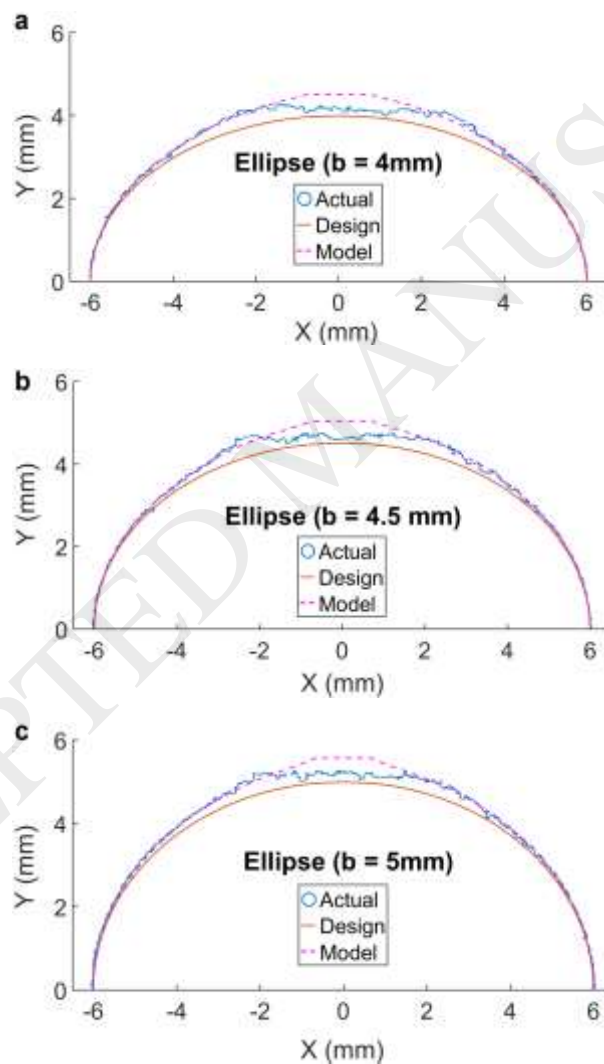 a
6
4
2
0
Y (mm)
Ellipse (b = 4mm)
Actual
Design
Model
-6 -4 -2 0 2 4 6
X (mm)
b
6
4
2
0
Y (mm)
Ellipse (b = 4.5 mm)
Actual
Design
Model
-6 -4 -2 0 2 4 6
X (mm)
c
6
4
2
0
Y (mm)
Ellipse (b = 5mm)
Actual
Design
Model
-6 -4 -2 0 2 4 6
X (mm)
PTED MANUS